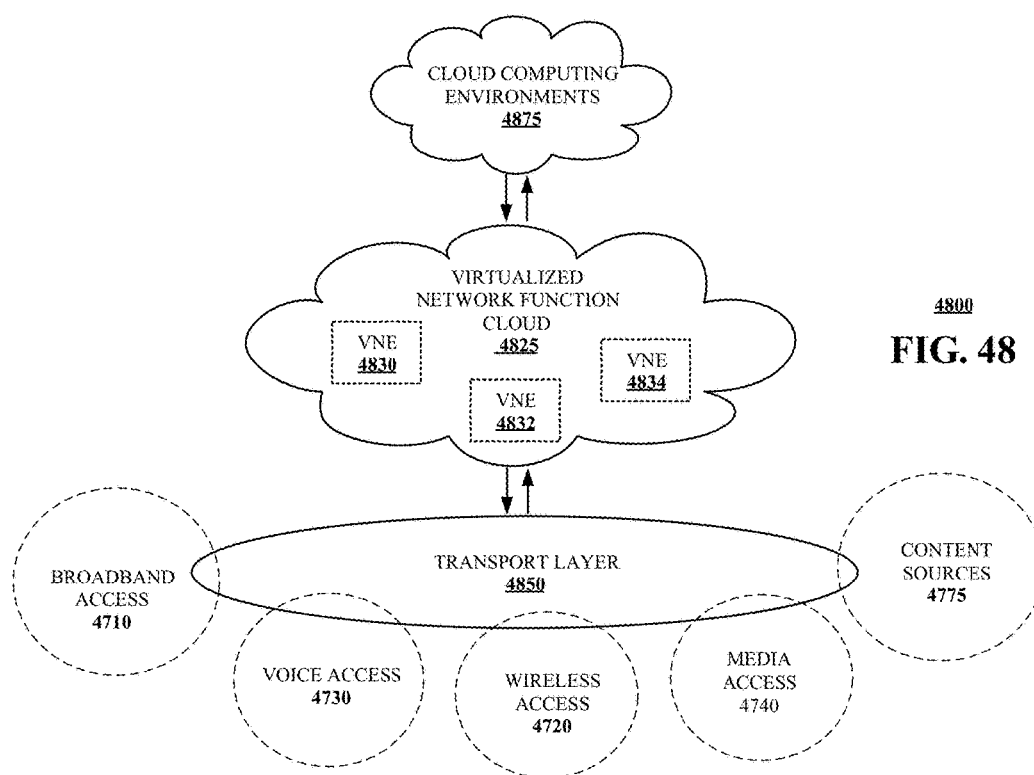 CLOUD COMPUTING
ENVIRONMENTS
4875
VIRTUALIZED
NETWORK FUNCTION
CLOUD
4825
VNE
4830
VNE
4832
VNE
4834
4800
FIG. 48
TRANSPORT LAYER
4850
BROADBAND
ACCESS
4710
VOICE ACCESS
4730
WIRELESS
ACCESS
4720
MEDIA
ACCESS
4740
CONTENT
SOURCES
4775